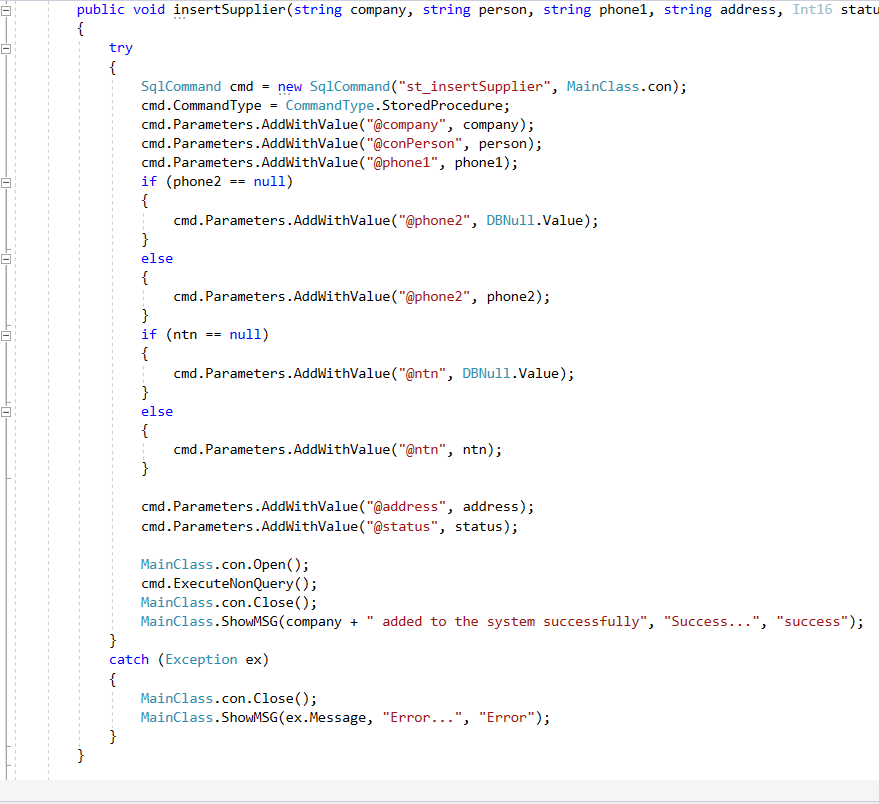 public void insertSupplier(string company, string person, string phone1, string address, Int16 statu
{
try
{
SqlCommand cmd = new SqlCommand("st_insertSupplier", MainClass.con);
cmd.CommandType = CommandType.StoredProcedure;
cmd.Parameters.AddWithValue("@company", company);
cmd.Parameters.AddWithValue("@conPerson", person);
cmd.Parameters.AddWithValue("@phone1", phone1);
if (phone2 == null)
{
cmd.Parameters.AddWithValue("@phone2", DBNull.Value);
}
else
{
cmd.Parameters.AddWithValue("@phone2", phone2);
}
if (ntn == null)
{
cmd.Parameters.AddWithValue("@ntn", DBNull.Value);
}
else
{
cmd.Parameters.AddWithValue("@ntn", ntn);
}
cmd.Parameters.AddWithValue("@address", address);
cmd.Parameters.AddWithValue("@status", status);
MainClass.con.Open();
cmd.ExecuteNonQuery();
MainClass.con.Close();
MainClass.ShowMSG(company + " added to the system successfully", "Success...", "success");
}
catch (Exception ex)
{
MainClass.con.Close();
MainClass.ShowMSG(ex.Message, "Error...", "Error");
}
}